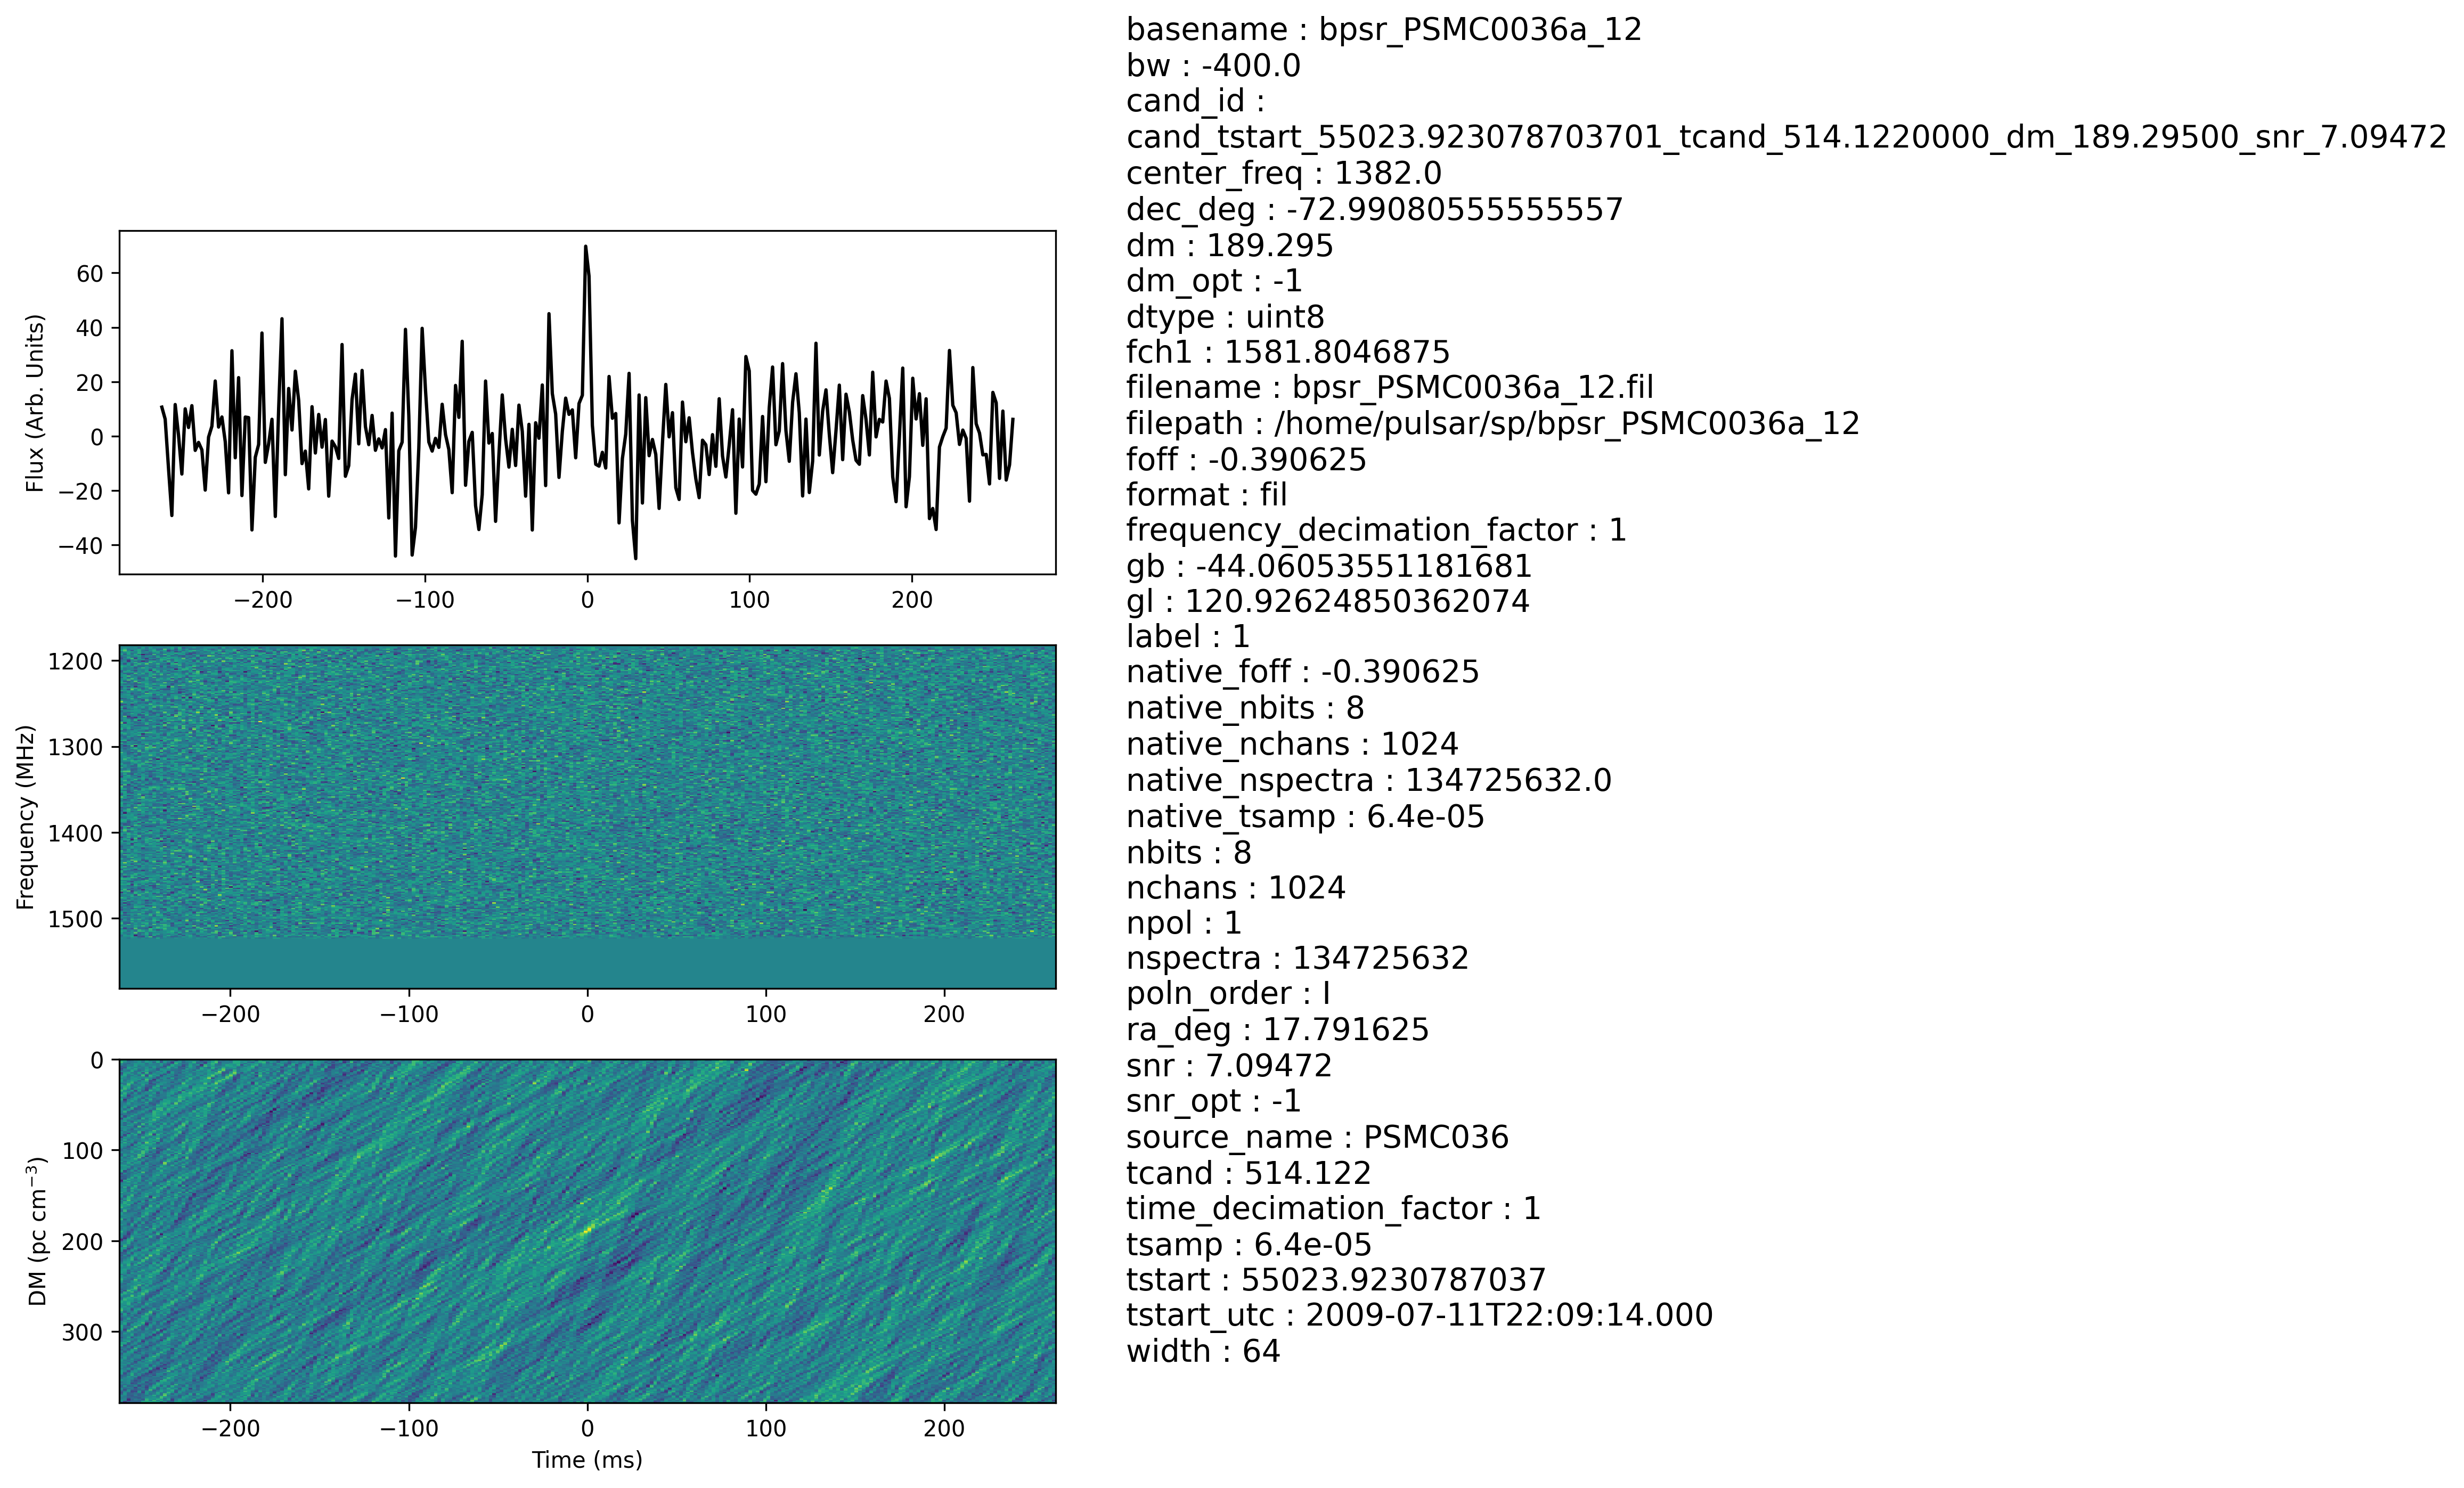 basename : bpsr_PSMC0036a_12
bw : -400.0
cand_id :
cand_tstart_55023.923078703701_tcand_514.1220000_dm_189.29500_snr_7.09472
center_freq : 1382.0
dec_deg : -72.99080555555557
dm : 189.295
dm_opt : -1
dtype : uint8
fch1 : 1581.8046875
filename : bpsr_PSMC0036a_12.fil
filepath : /home/pulsar/sp/bpsr_PSMC0036a_12
foff : -0.390625
format : fil
frequency_decimation_factor : 1
gb : -44.06053551181681
gl : 120.92624850362074
label : 1
native_foff : -0.390625
native_nbits : 8
native_nchans : 1024
native_nspectra : 134725632.0
native_tsamp : 6.4e-05
nbits : 8
nchans : 1024
npol : 1
nspectra : 134725632
poln_order : I
ra_deg : 17.791625
snr : 7.09472
snr_opt : -1
source_name : PSMC036
tcand : 514.122
time_decimation_factor : 1
tsamp : 6.4e-05
tstart : 55023.9230787037
tstart_utc : 2009-07-11T22:09:14.000
width : 64
Flux (Arb. Units)
60
40
20
0
−20
−40
−200 −100 0 100 200
Frequency (MHz)
1200
1300
1400
1500
−200 −100 0 100 200
DM (pc cm⁻³)
0
100
200
300
−200 −100 0 100 200
Time (ms)